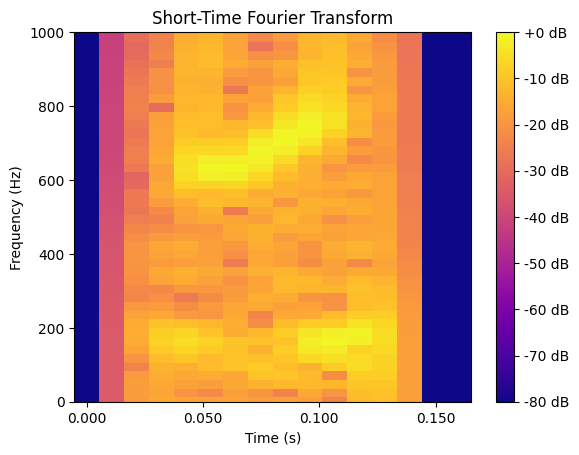 Short-Time Fourier Transform
1000
800
600
400
200
0
Frequency (Hz)
0.000
0.050
0.100
0.150
Time (s)
+0 dB
-10 dB
-20 dB
-30 dB
-40 dB
-50 dB
-60 dB
-70 dB
-80 dB